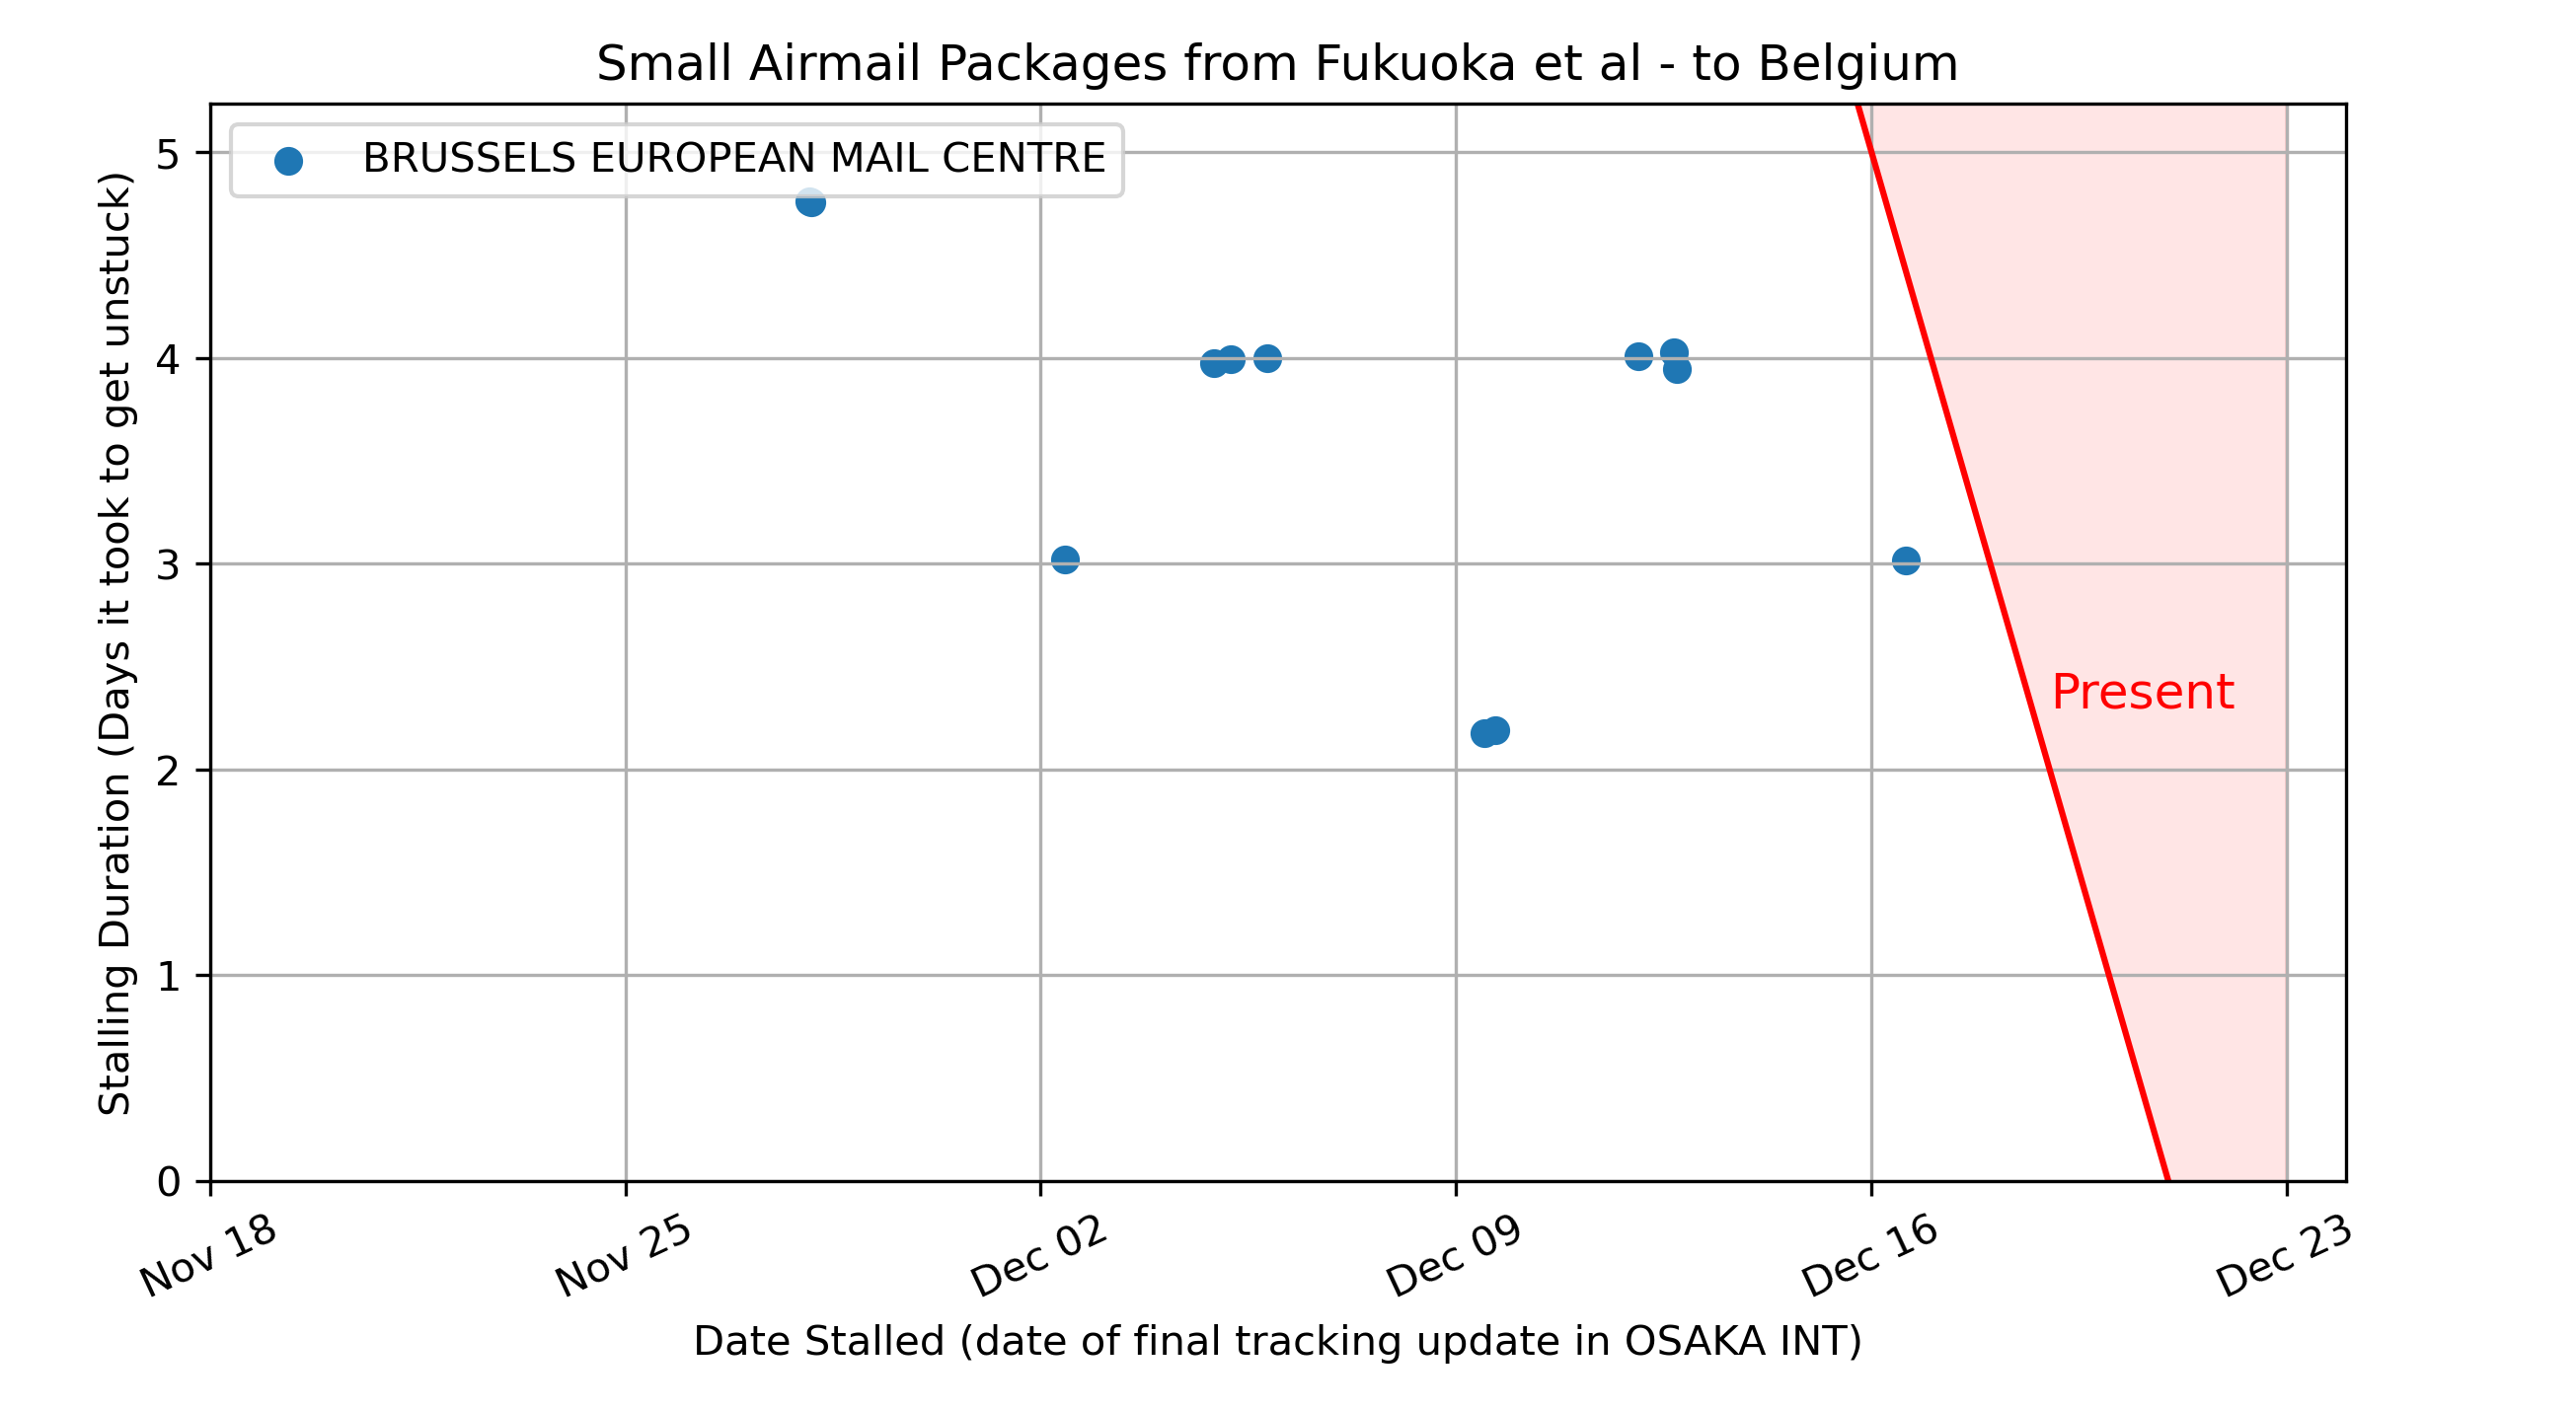 Small Airmail Packages from Fukuoka et al - to Belgium
BRUSSELS EUROPEAN MAIL CENTRE
Stalling Duration (Days it took to get unstuck)
5
4
3
2
1
0
Present
Nov 18
Nov 25
Dec 02
Dec 09
Dec 16
Dec 23
Date Stalled (date of final tracking update in OSAKA INT)